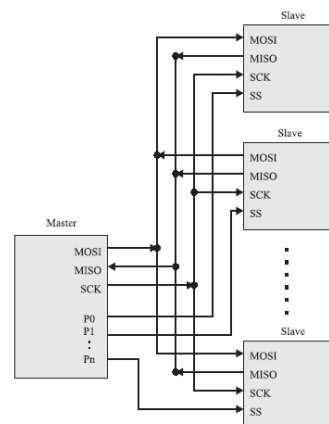 Slave
MOSI
MISO
SCK
SS
Slave
MOSI
MISO
SCK
SS
Master
MOSI
MISO
SCK
P0
P1
Pn
Slave
MOSI
MISO
SCK
SS